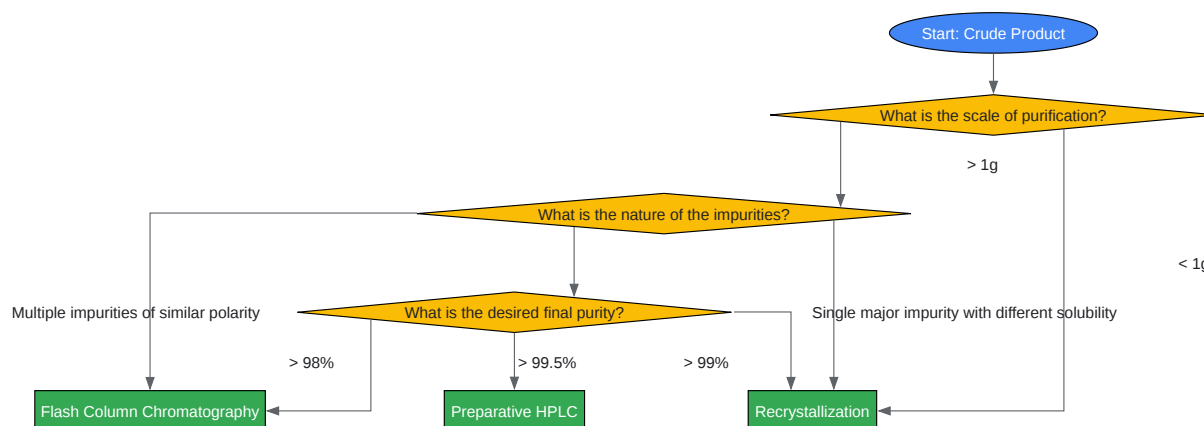 Start: Crude Product
What is the scale of purification?
> 1g
What is the nature of the impurities?
< 1g
Multiple impurities of similar polarity
What is the desired final purity?
Single major impurity with different solubility
> 98%
> 99.5%
> 99%
Flash Column Chromatography
Preparative HPLC
Recrystallization